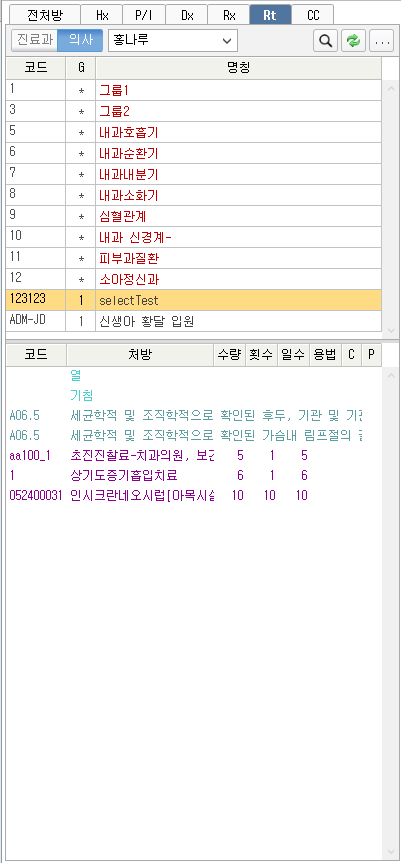 전처방 Hx P/I Dx Rx Rt CC
진료과 의사 홍나루 ...
코드 G 명칭
1 * 그룹1
3 * 그룹2
5 * 내과호흡기
6 * 내과순환기
7 * 내과내분기
8 * 내과소화기
9 * 심혈관계
10 * 내과 신경계-
11 * 피부과질환
12 * 소아정신과
123123 1 selectTest
ADM-JD 1 신생아 황달 입원
코드 처방 수량 횟수 일수 용법 C P
열
기침
A06.5 세균학적 및 조직학적으로 확인된 후두, 기관 및
A06.5 세균학적 및 조직학적으로 확인된 가슴내 림프절의
aa100_1 초진진찰료-치과의원, 5 1 5
1 상기도증기흡입치료 6 1 6
052400031 인시크란네오시럽[아목시 10 10 10